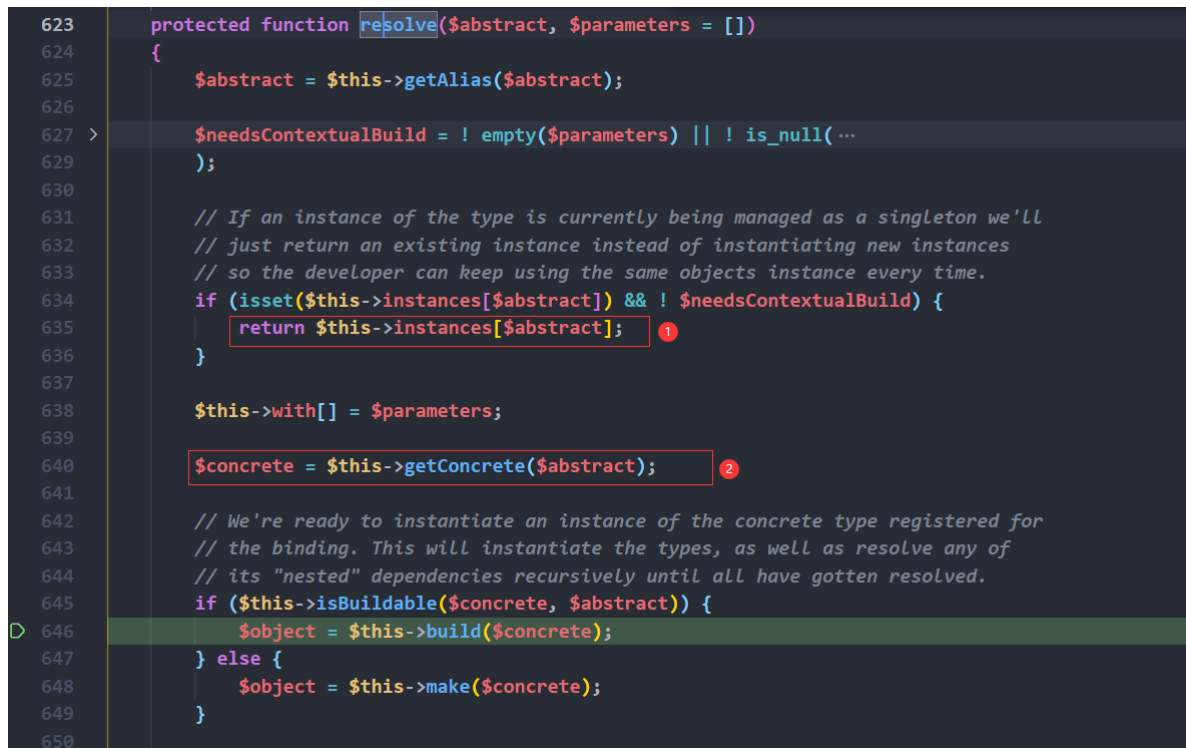 623 protected function resolve($abstract, $parameters = [])
624 {
625 $abstract = $this->getAlias($abstract);
626
627 > $needsContextualBuild = ! empty($parameters) || ! is_null( ···
629 );
630
631 // If an instance of the type is currently being managed as a singleton we'll
632 // just return an existing instance instead of instantiating new instances
633 // so the developer can keep using the same objects instance every time.
634 if (isset($this->instances[$abstract]) && ! $needsContextualBuild) {
635 return $this->instances[$abstract]; 1
636 }
637
638 $this->with[] = $parameters;
639
640 $concrete = $this->getConcrete($abstract); 2
641
642 // We're ready to instantiate an instance of the concrete type registered for
643 // the binding. This will instantiate the types, as well as resolve any of
644 // its "nested" dependencies recursively until all have gotten resolved.
645 if ($this->isBuildable($concrete, $abstract)) {
646 $object = $this->build($concrete);
647 } else {
648 $object = $this->make($concrete);
649 }
650